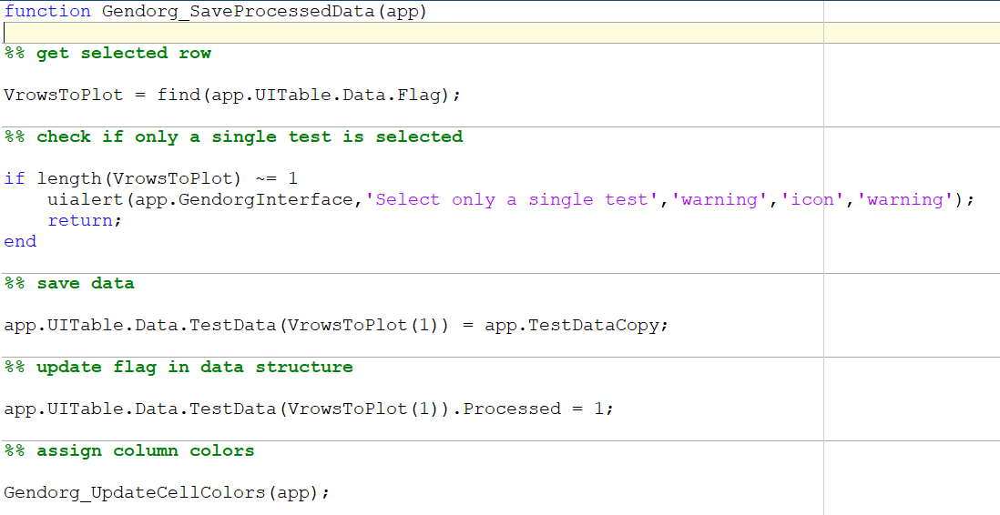 function Gendorg_SaveProcessedData(app)
%% get selected row
VrowsToPlot = find(app.UITable.Data.Flag);
%% check if only a single test is selected
if length(VrowsToPlot) ~= 1
uialert(app.GendorgInterface,'Select only a single test','warning','icon','warning');
return;
end
%% save data
app.UITable.Data.TestData(VrowsToPlot(1)) = app.TestDataCopy;
%% update flag in data structure
app.UITable.Data.TestData(VrowsToPlot(1)).Processed = 1;
%% assign column colors
Gendorg_UpdateCellColors(app);